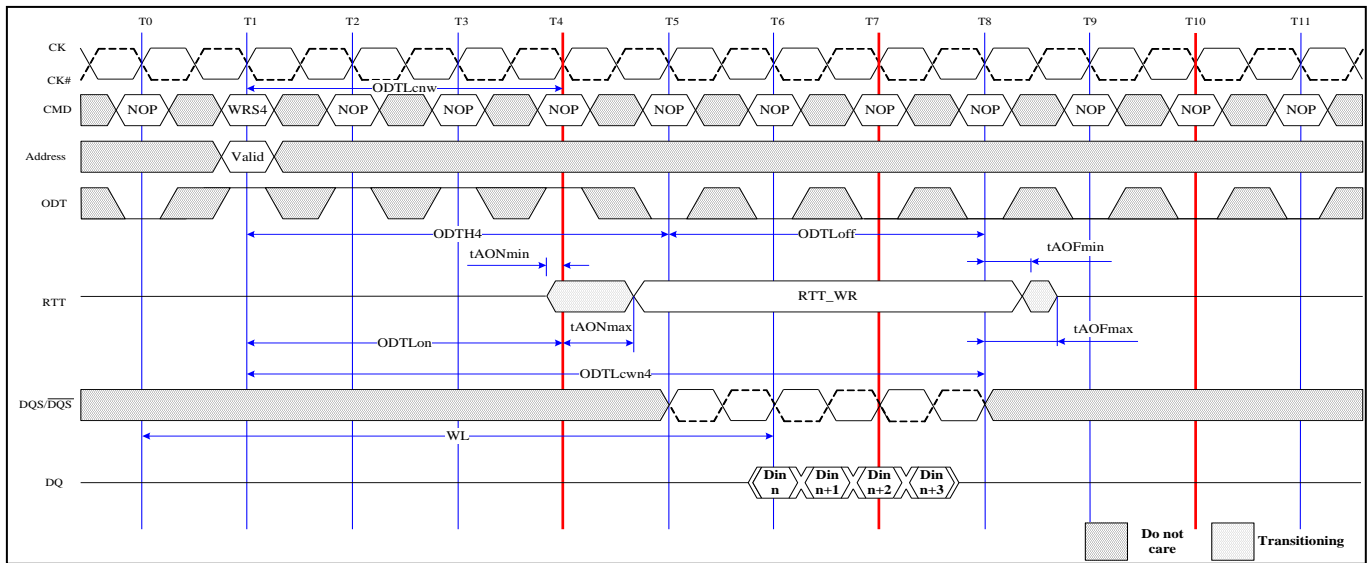 T0 T1 T2 T3 T4 T5 T6 T7 T8 T9 T10 T11
CK
CK#
ODTLcnw
CMD NOP WRS4 NOP NOP NOP NOP NOP NOP NOP NOP NOP NOP
Address Valid
ODT
ODTH4 ODTLoff
tAONmin tAOFmin
RTT RTT_WR
tAONmax tAOFmax
ODTLon
ODTLcwn4
DQS/DQS
WL
DQ Din n Din n+1 Din n+2 Din n+3
Do not care Transitioning